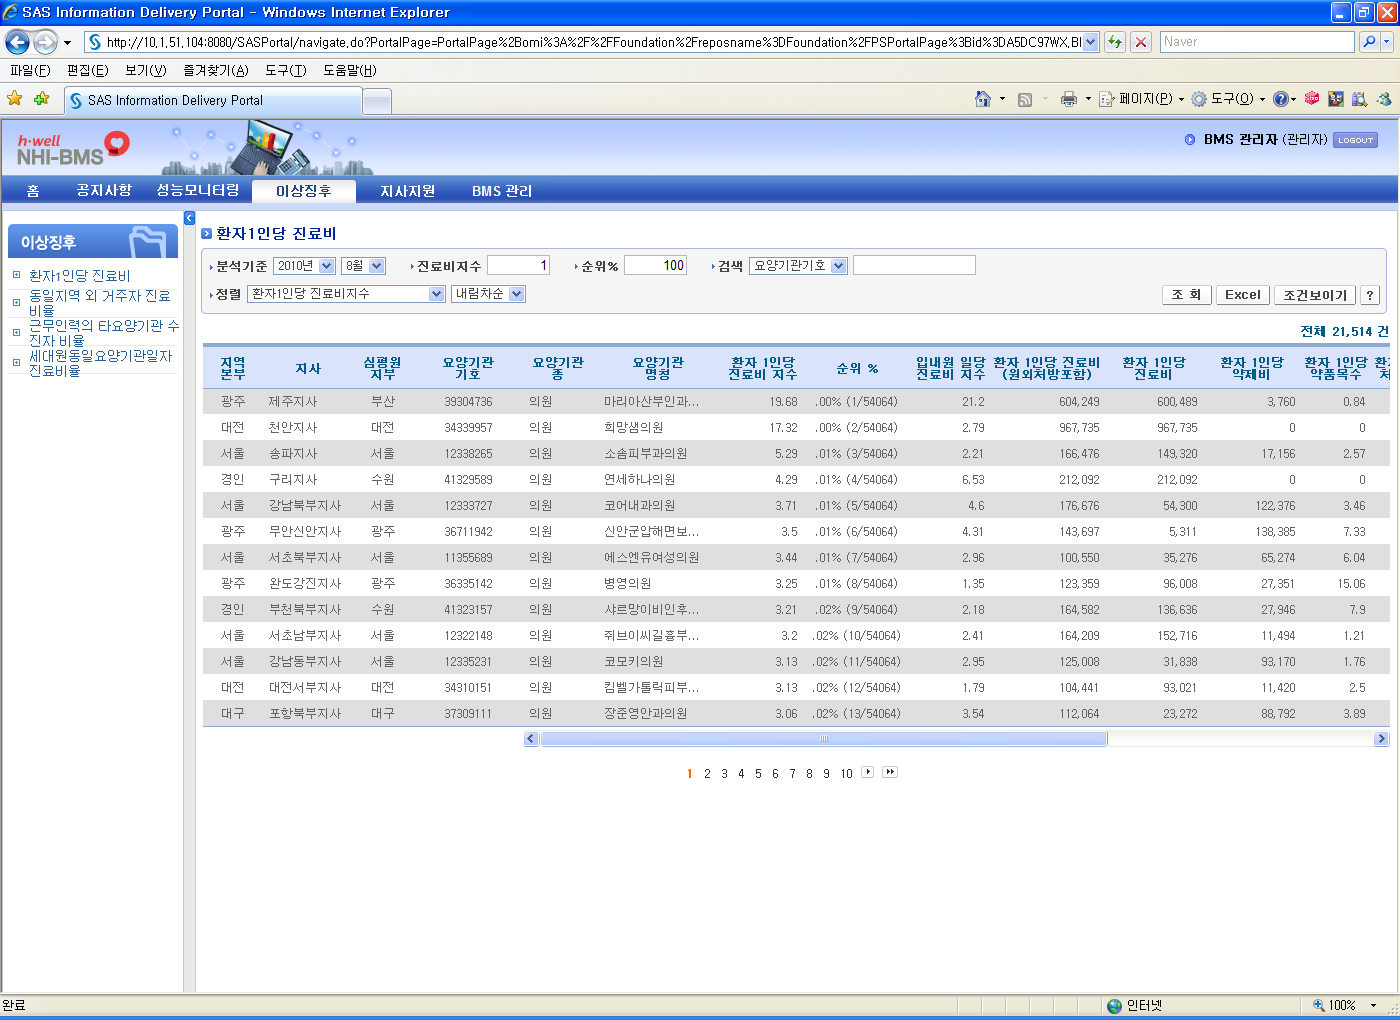 SAS Information Delivery Portal - Windows Internet Explorer
http://10.1.51.104:8080/SASPortal/navigate.do?PortalPage=PortalPage%2Bomi%3A%2F%2FFoundation%2Freposname%3DFoundation%2FPSPortalPage%3Bid%3DA5DC97WX.BI
Naver
파일(F) 편집(E) 보기(V) 즐겨찾기(A) 도구(T) 도움말(H)
SAS Information Delivery Portal
페이지(P) 도구(O)
h·well
NHI-BMS
BMS 관리자 (관리자) LOGOUT
홈 공지사항 성능모니터링 이상징후 지사지원 BMS 관리
이상징후
환자1인당 진료비
동일지역 외 거주자 진료
비율
근무인력의 타요양기관 수
진자 비율
세대원동일요양기관일자
진료비율
환자1인당 진료비
분석기준 2010년 8월 진료비지수 1 순위% 100 검색 요양기관기호
정렬 환자1인당 진료비지수 내림차순 조 회 Excel 조건보이기 ?
전체 21,514 건
지역본부 지사 심평원지부 요양기관기호 요양기관종 요양기관명칭 환자 1인당진료비 지수 순위 % 입내원 일당진료비 지수 환자 1인당 진료비(원외처방포함) 환자 1인당진료비 환자 1인당약제비 환자 1인당약품목수
광주 제주지사 부산 39304736 의원 마리아산부인과... 19.68 .00% (1/54064) 21.2 604,249 600,489 3,760 0.84
대전 천안지사 대전 34339957 의원 희망샘의원 17.32 .00% (2/54064) 2.79 967,735 967,735 0 0
서울 송파지사 서울 12338265 의원 소솜피부과의원 5.29 .01% (3/54064) 2.21 166,476 149,320 17,156 2.57
경인 구리지사 수원 41329589 의원 연세하나의원 4.29 .01% (4/54064) 6.53 212,092 212,092 0 0
서울 강남북부지사 서울 12333727 의원 코어내과의원 3.71 .01% (5/54064) 4.6 176,676 54,300 122,376 3.46
광주 무안신안지사 광주 36711942 의원 신안군압해면보... 3.5 .01% (6/54064) 4.31 143,697 5,311 138,385 7.33
서울 서초북부지사 서울 11355689 의원 에스엔유여성의원 3.44 .01% (7/54064) 2.96 100,550 35,276 65,274 6.04
광주 완도강진지사 광주 36335142 의원 병영의원 3.25 .01% (8/54064) 1.35 123,359 96,008 27,351 15.06
경인 부천북부지사 수원 41323157 의원 샤르망이비인후... 3.21 .02% (9/54064) 2.18 164,582 136,636 27,946 7.9
서울 서초남부지사 서울 12322148 의원 쥐브이씨길흉부... 3.2 .02% (10/54064) 2.41 164,209 152,716 11,494 1.21
서울 강남동부지사 서울 12335231 의원 코모키의원 3.13 .02% (11/54064) 2.95 125,008 31,838 93,170 1.76
대전 대전서부지사 대전 34310151 의원 킴벨가톨릭피부... 3.13 .02% (12/54064) 1.79 104,441 93,021 11,420 2.5
대구 포항북부지사 대구 37309111 의원 장준영안과의원 3.06 .02% (13/54064) 3.54 112,064 23,272 88,792 3.89
1 2 3 4 5 6 7 8 9 10
완료 인터넷 100%